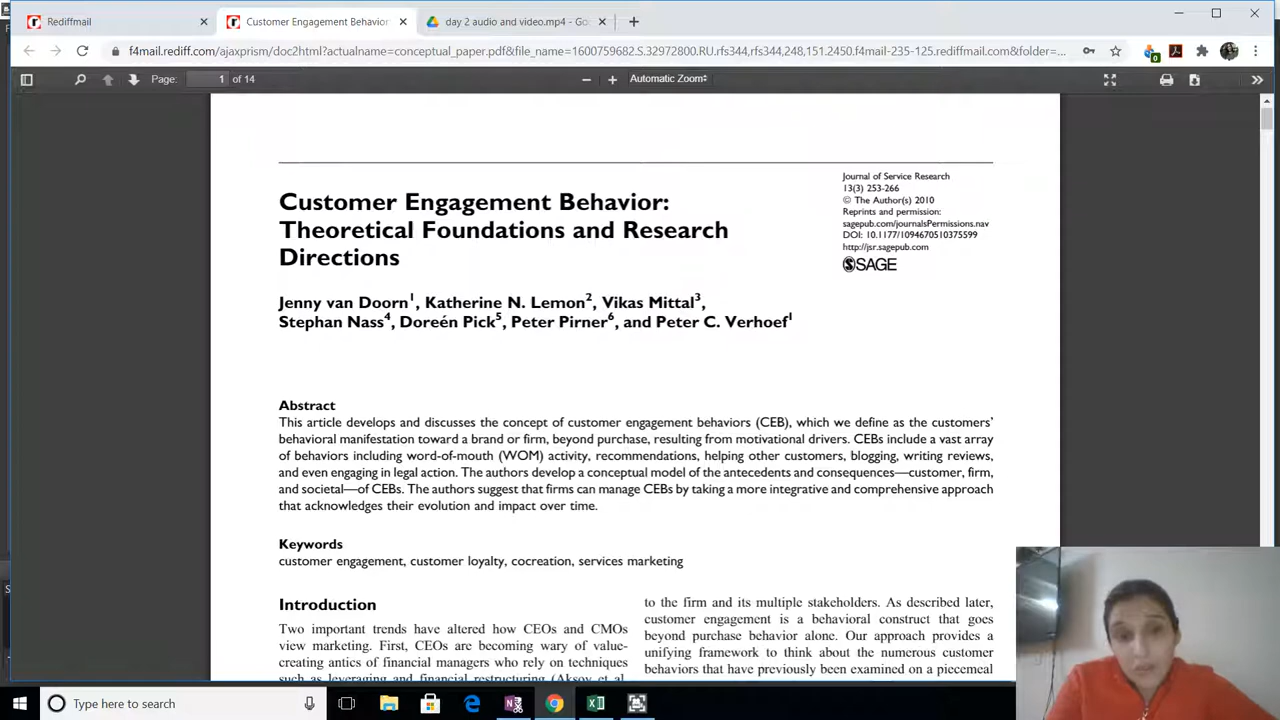 Rediffmail
Customer Engagement Behavior
day 2 audio and video.mp4 - Go
f4mail.rediff.com/ajaxprism/doc2html?actualname=conceptual_paper.pdf&file_name=1600759682.S.32972800.RU.rfs344,rfs344,248,151.2450.f4mail-235-125.rediffmail.com&folder=...
0
Page: 1 of 14
Automatic Zoom
Journal of Service Research
13(3) 253-266
© The Author(s) 2010
Reprints and permission:
sagepub.com/journalsPermissions.nav
DOI: 10.1177/1094670510375599
http://jsr.sagepub.com
SAGE
Customer Engagement Behavior:
Theoretical Foundations and Research
Directions
Jenny van Doorn1, Katherine N. Lemon2, Vikas Mittal3,
Stephan Nass4, Doreén Pick5, Peter Pirner6, and Peter C. Verhoef1
Abstract
This article develops and discusses the concept of customer engagement behaviors (CEB), which we define as the customers'
behavioral manifestation toward a brand or firm, beyond purchase, resulting from motivational drivers. CEBs include a vast array
of behaviors including word-of-mouth (WOM) activity, recommendations, helping other customers, blogging, writing reviews,
and even engaging in legal action. The authors develop a conceptual model of the antecedents and consequences—customer, firm,
and societal—of CEBs. The authors suggest that firms can manage CEBs by taking a more integrative and comprehensive approach
that acknowledges their evolution and impact over time.
Keywords
customer engagement, customer loyalty, cocreation, services marketing
Introduction
Two important trends have altered how CEOs and CMOs
view marketing. First, CEOs are becoming wary of value-
creating antics of financial managers who rely on techniques
such as leveraging and financial restructuring (Aksoy et al.
to the firm and its multiple stakeholders. As described later,
customer engagement is a behavioral construct that goes
beyond purchase behavior alone. Our approach provides a
unifying framework to think about the numerous customer
behaviors that have previously been examined on a piecemeal
Type here to search